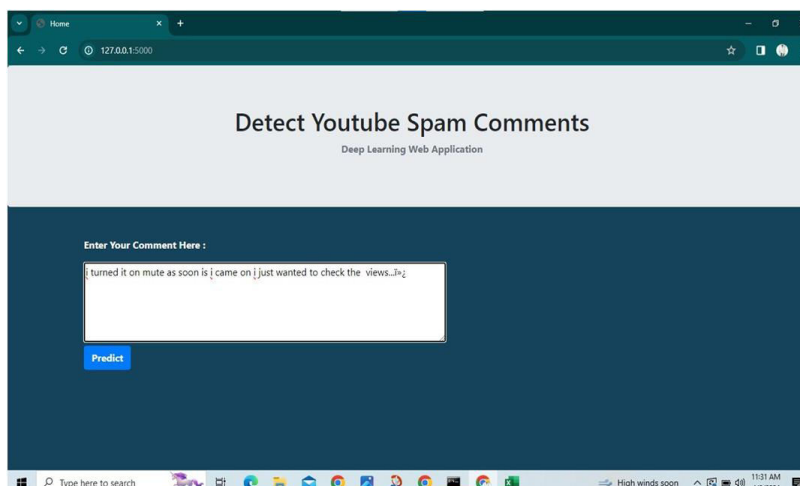 Home
127.0.0.1:5000
Detect Youtube Spam Comments
Deep Learning Web Application
Enter Your Comment Here :
i turned it on mute as soon is i came on i just wanted to check the  views...ï»¿
Predict
Type here to search
High winds soon
11:31 AM